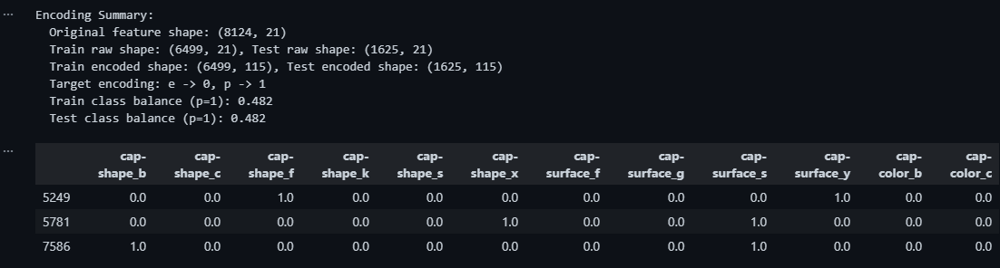 ...
Encoding Summary:
Original feature shape: (8124, 21)
Train raw shape: (6499, 21), Test raw shape: (1625, 21)
Train encoded shape: (6499, 115), Test encoded shape: (1625, 115)
Target encoding: e -> 0, p -> 1
Train class balance (p=1): 0.482
Test class balance (p=1): 0.482
...
cap- cap- cap- cap- cap- cap- cap- cap- cap- cap- cap- cap-
shape_b shape_c shape_f shape_k shape_s shape_x surface_f surface_g surface_s surface_y color_b color_c
5249 0.0 0.0 1.0 0.0 0.0 0.0 0.0 0.0 0.0 1.0 0.0 0.0
5781 0.0 0.0 0.0 0.0 0.0 1.0 0.0 0.0 1.0 0.0 0.0 0.0
7586 1.0 0.0 0.0 0.0 0.0 0.0 0.0 0.0 1.0 0.0 0.0 0.0